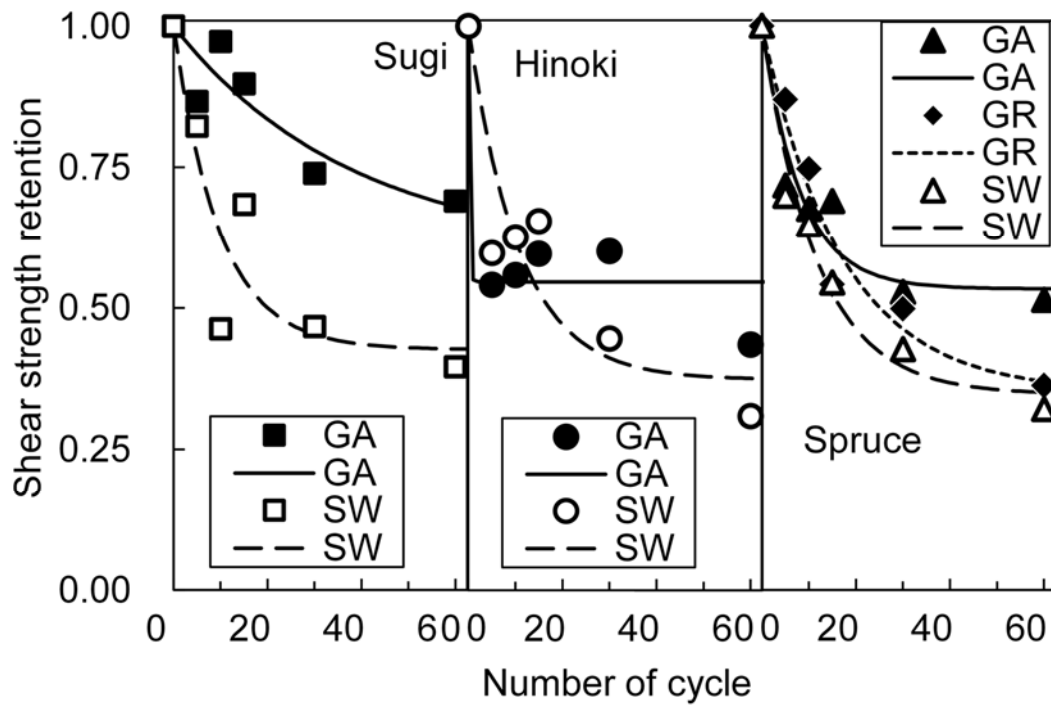 Shear strength retention
1.00
0.75
0.50
0.25
0.00
Sugi
GA
GA
SW
SW
0 20 40 60
Hinoki
GA
GA
SW
SW
0 20 40 60
Spruce
GA
GA
GR
GR
SW
SW
0 20 40 60
Number of cycle